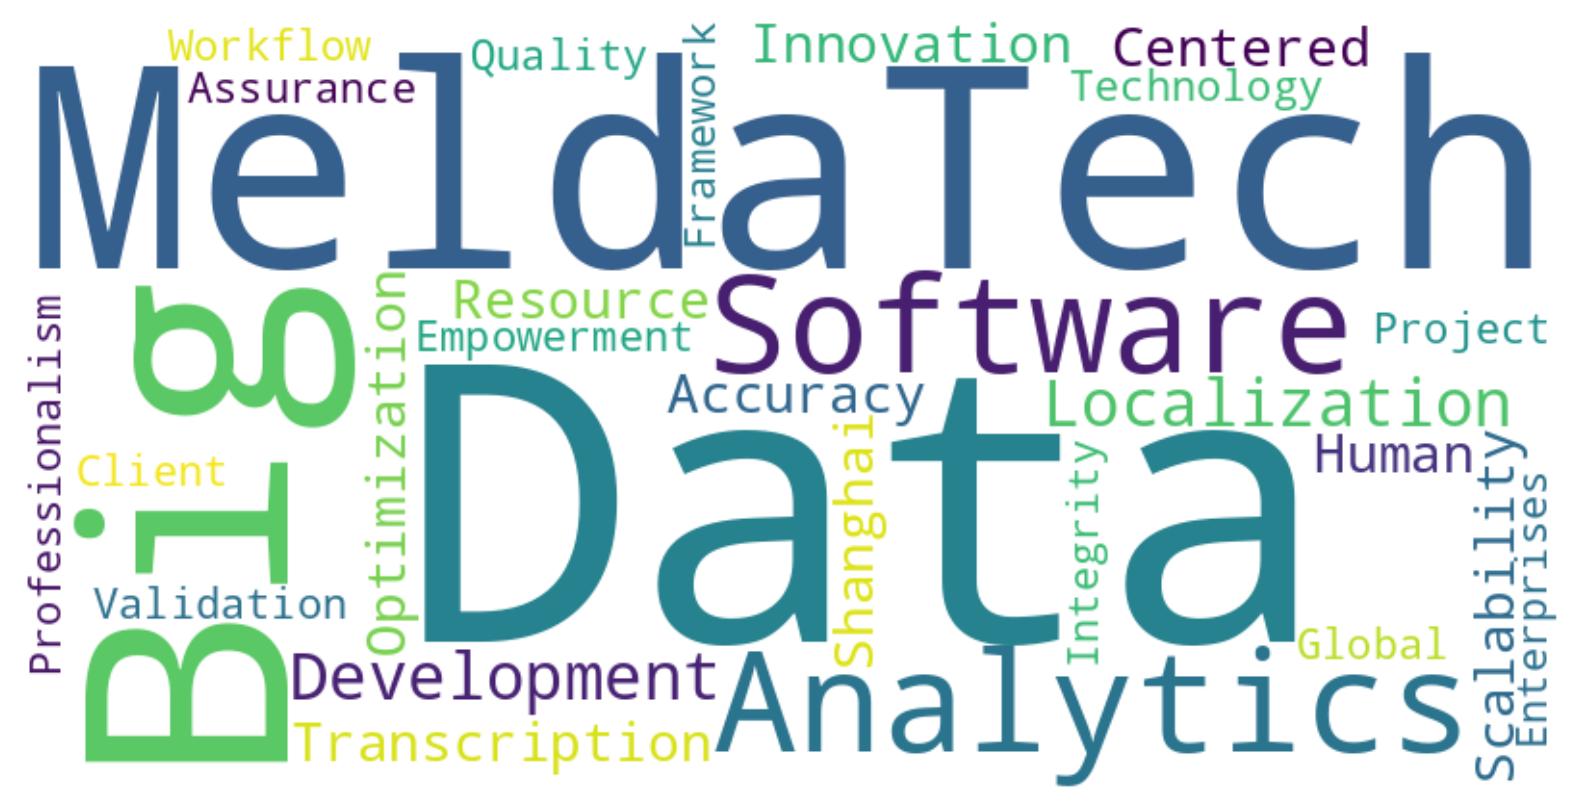 Workflow
Quality
Innovation
Centered
Assurance
Framework
Technology
MeldaTech
Big
Optimization
Resource
Software
Project
Empowerment
Professionalism
Accuracy
Localization
Data
Shanghai
Integrity
Human
Client
Scalability
Enterprises
Validation
Global
Development
Analytics
Transcription